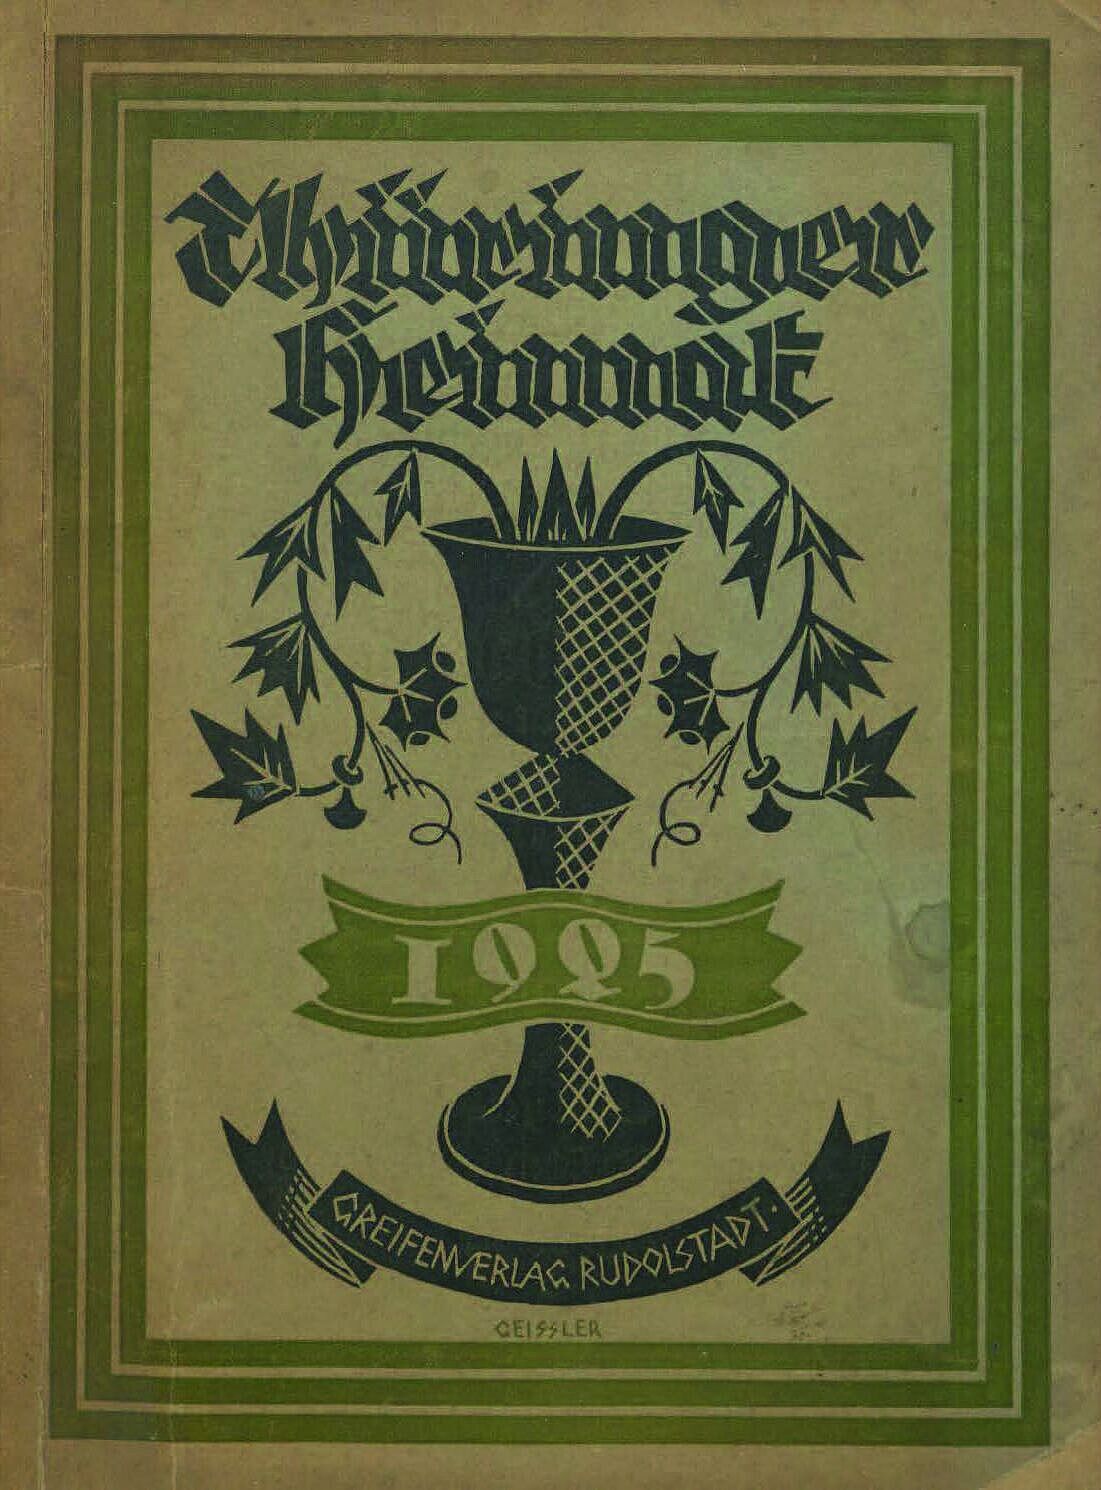 Thüringer
Heimat
1925
GREIFENVERLAG RUDOLSTADT.
GEISSLER